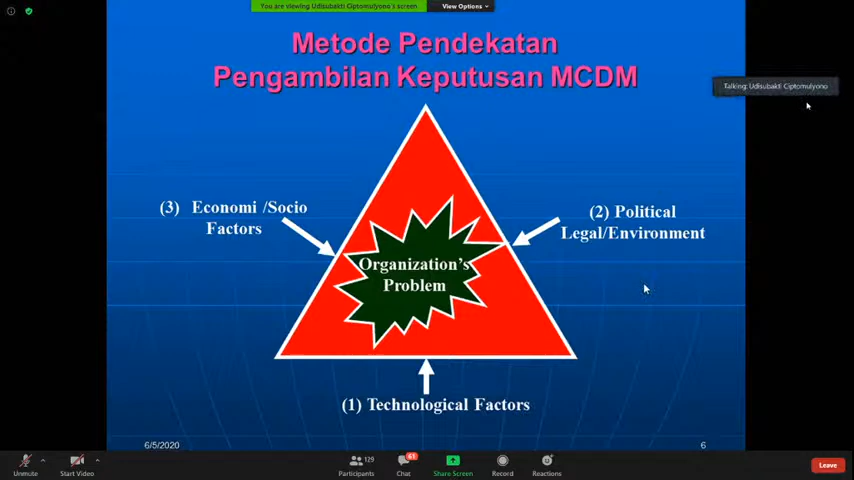 You are viewing Udisubakti Ciptomulyono's screen
View Options
Metode Pendekatan
Pengambilan Keputusan MCDM
Talking: Udisubakti Ciptomulyono
(3) Economi /Socio
Factors
(2) Political
Legal/Environment
Organization's
Problem
(1) Technological Factors
6/5/2020
6
Unmute
Start Video
129
Participants
61
Chat
Share Screen
Record
Reactions
Leave